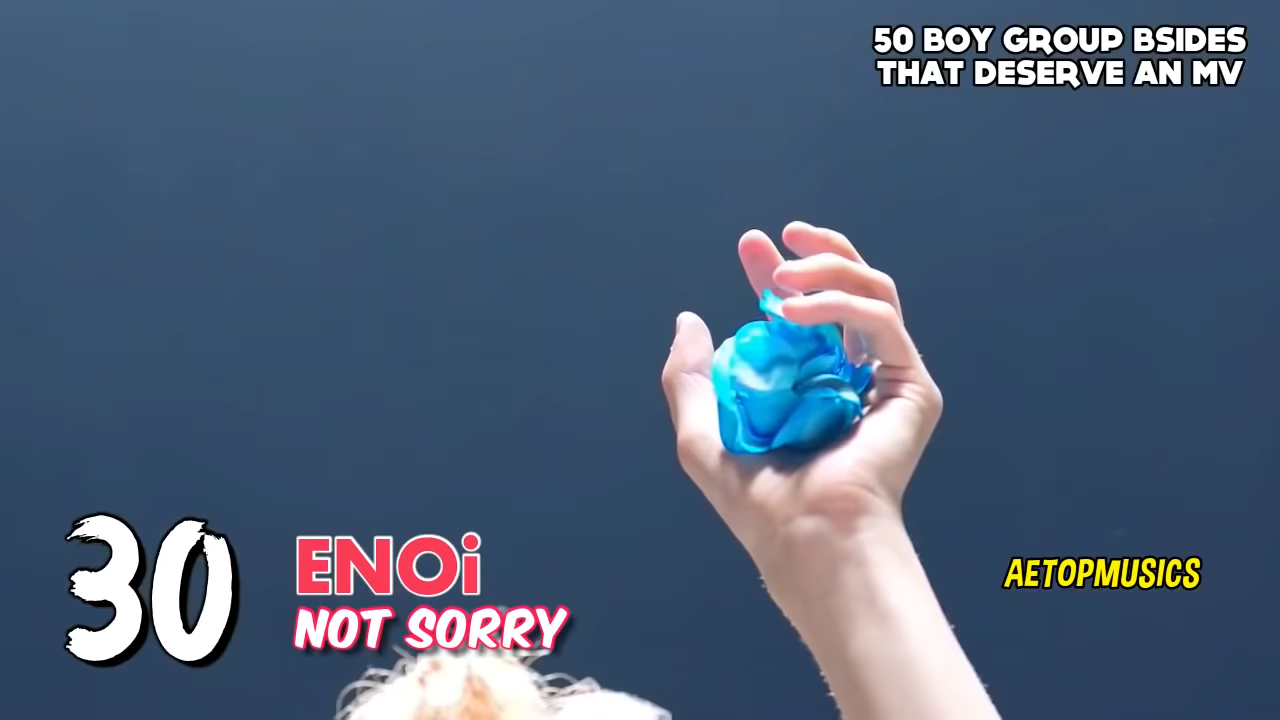 50 BOY GROUP BSIDES
THAT DESERVE AN MV
30
ENOi
NOT SORRY
AETOPMUSICS